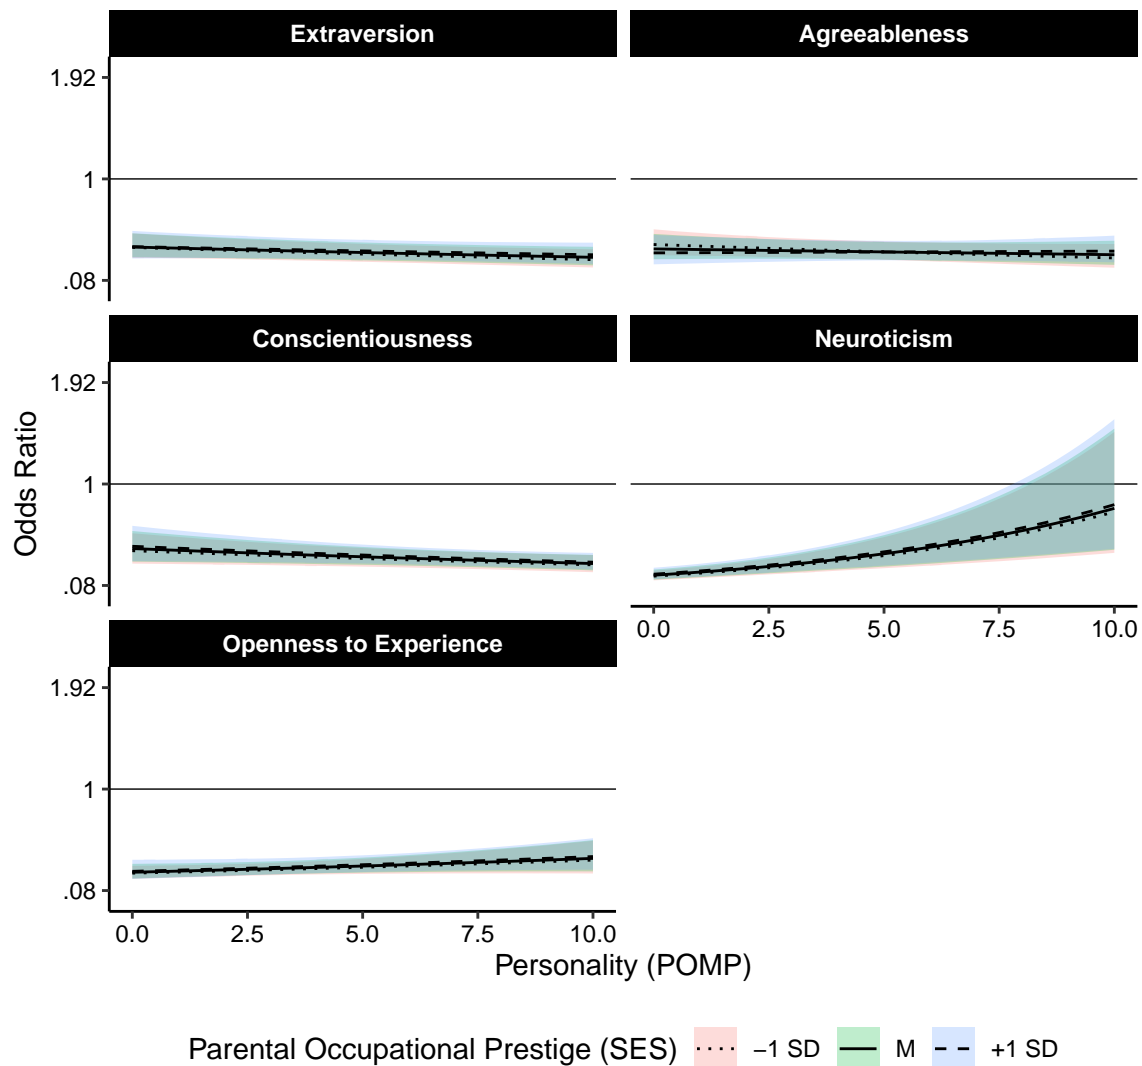 Extraversion
Agreeableness
1.92
1
.08
Conscientiousness
Neuroticism
1.92
1
.08
0.0 2.5 5.0 7.5 10.0
Openness to Experience
1.92
1
.08
0.0 2.5 5.0 7.5 10.0
Odds Ratio
Personality (POMP)
Parental Occupational Prestige (SES) −1 SD M +1 SD